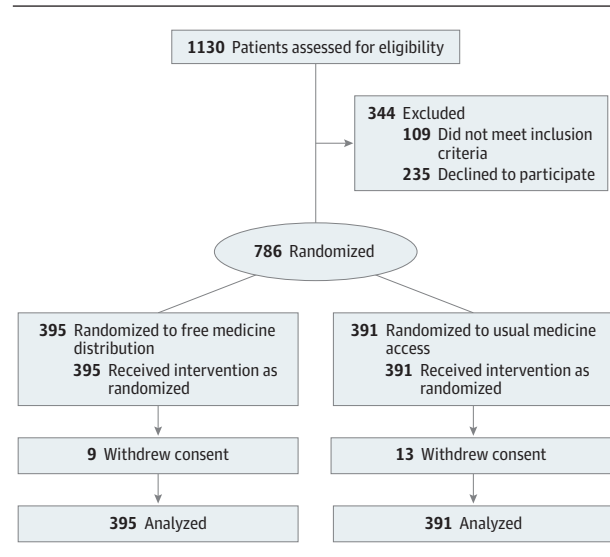 1130 Patients assessed for eligibility
344 Excluded
109 Did not meet inclusion
criteria
235 Declined to participate
786 Randomized
395 Randomized to free medicine
distribution
395 Received intervention as
randomized
391 Randomized to usual medicine
access
391 Received intervention as
randomized
9 Withdrew consent
13 Withdrew consent
395 Analyzed
391 Analyzed